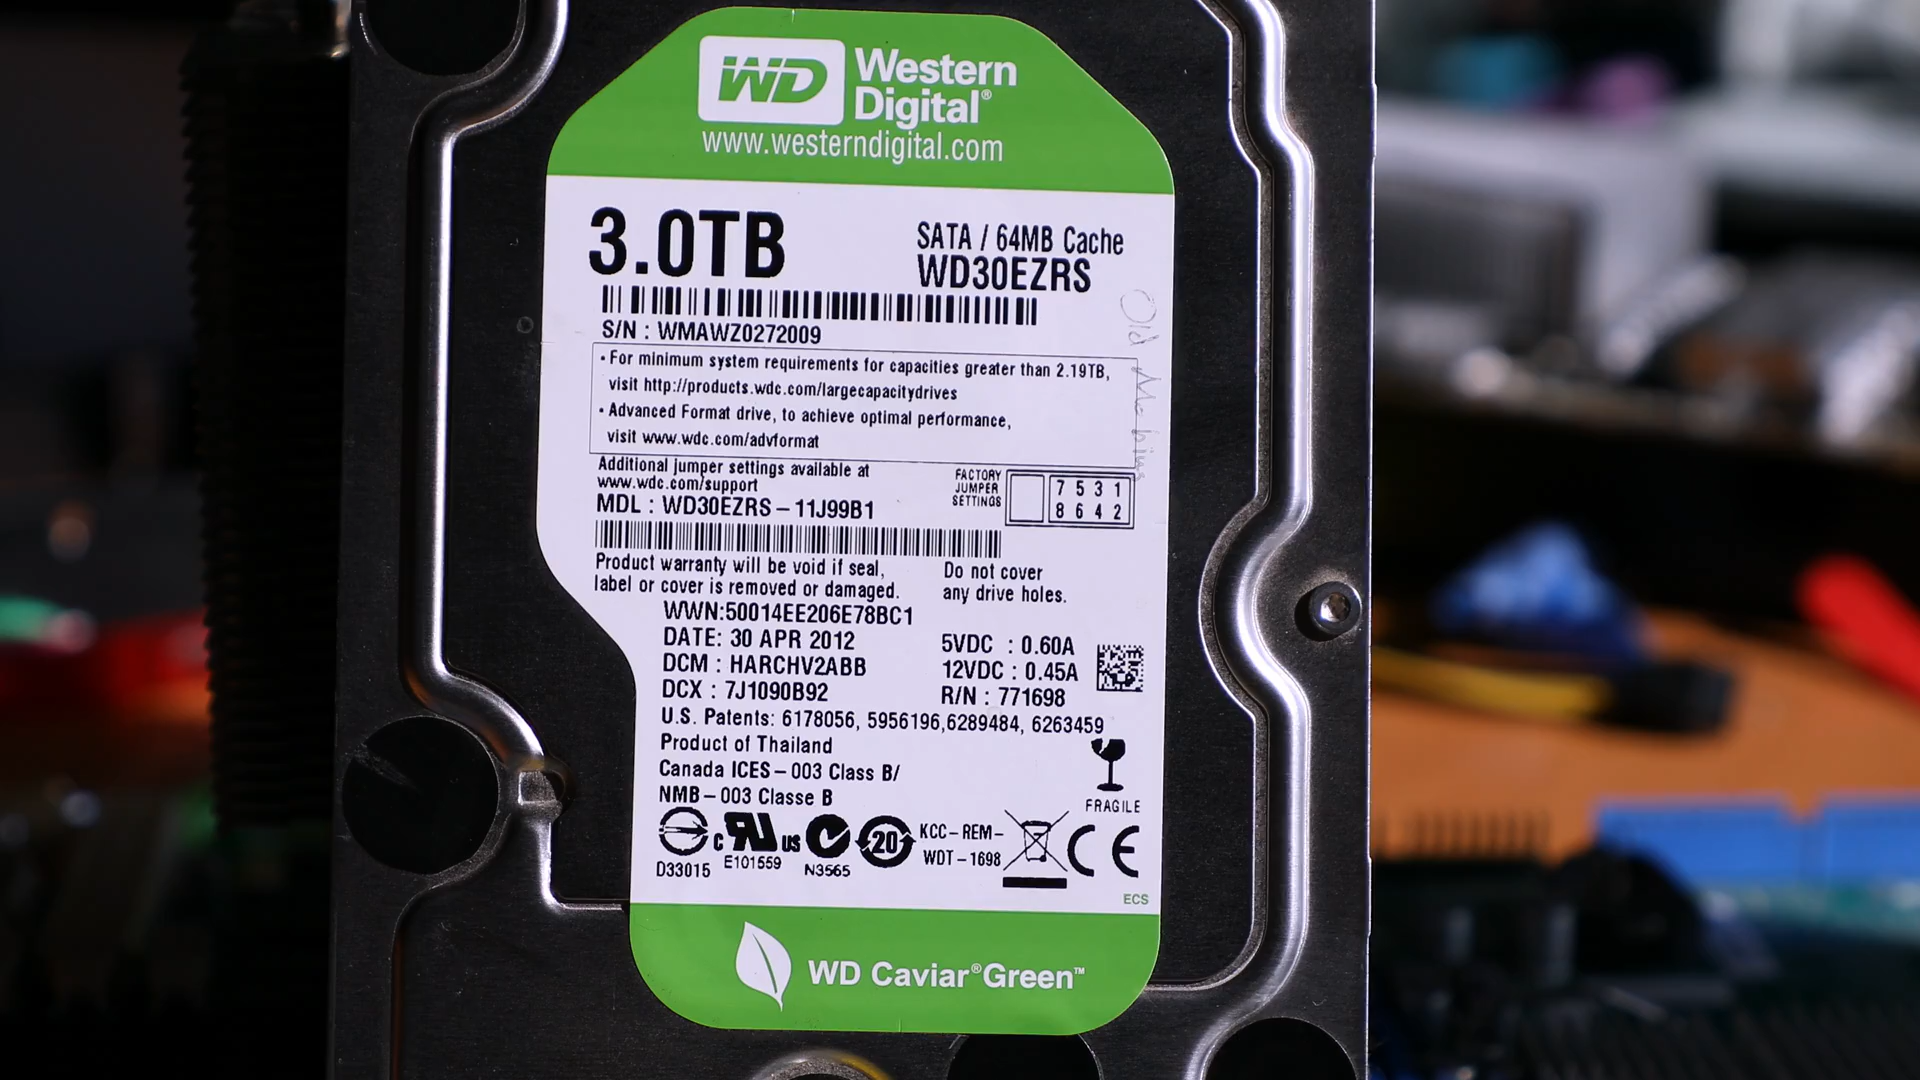 WD Western Digital®
www.westerndigital.com
3.0TB
SATA / 64MB Cache
WD30EZRS
S/N : WMAWZ0272009
Old
• For minimum system requirements for capacities greater than 2.19TB,
visit http://products.wdc.com/largecapacitydrives
• Advanced Format drive, to achieve optimal performance,
visit www.wdc.com/advformat
Additional jumper settings available at
www.wdc.com/support
FACTORY
JUMPER
SETTINGS
7 5 3 1
8 6 4 2
MDL : WD30EZRS – 11J99B1
Product warranty will be void if seal,
label or cover is removed or damaged.
Do not cover
any drive holes.
WWN:50014EE206E78BC1
DATE: 30 APR 2012
DCM : HARCHV2ABB
DCX : 7J1090B92
5VDC : 0.60A
12VDC : 0.45A
R/N : 771698
U.S. Patents: 6178056, 5956196,6289484, 6263459
Product of Thailand
Canada ICES – 003 Class B/
NMB – 003 Classe B
FRAGILE
D33015
c RU US
E101559
N3565
20
KCC – REM –
WDT – 1698
CE
ECS
WD Caviar® Green™